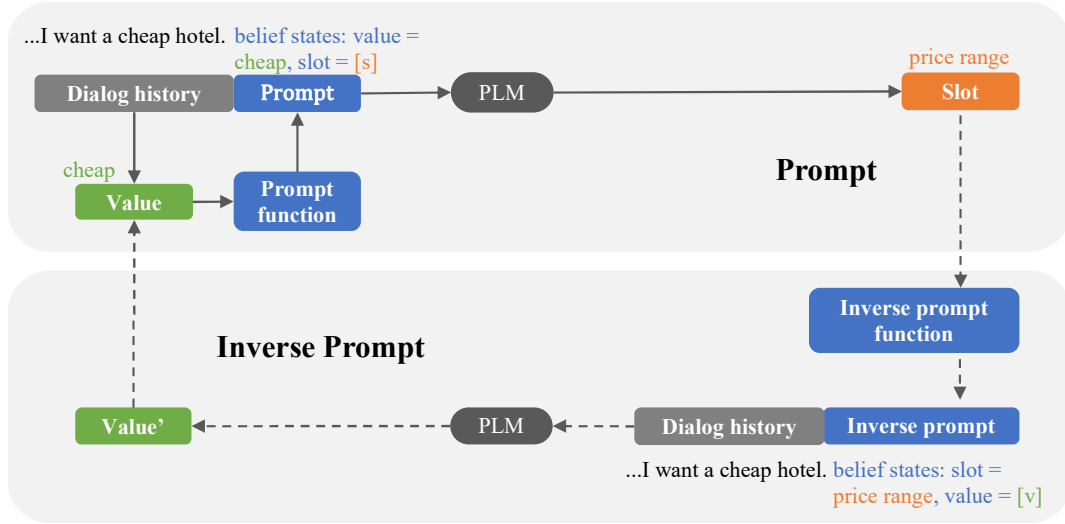 ...I want a cheap hotel. belief states: value =
cheap, slot = [s]
price range
Dialog history
Prompt
PLM
Slot
cheap
Value
Prompt
function
Prompt
Inverse Prompt
Inverse prompt
function
Value’
PLM
Dialog history
Inverse prompt
...I want a cheap hotel. belief states: slot =
price range, value = [v]